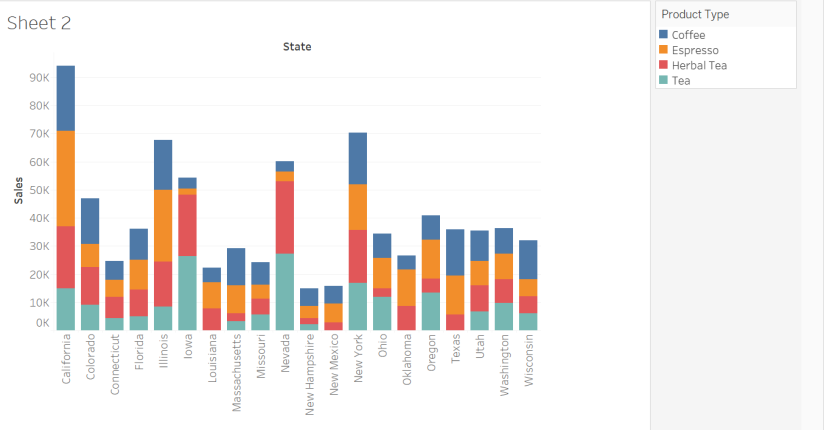 Sheet 2
State
Sales
90K
80K
70K
60K
50K
40K
30K
20K
10K
0K
California
Colorado
Connecticut
Florida
Illinois
Iowa
Louisiana
Massachusetts
Missouri
Nevada
New Hampshire
New Mexico
New York
Ohio
Oklahoma
Oregon
Texas
Utah
Washington
Wisconsin
Product Type
Coffee
Espresso
Herbal Tea
Tea